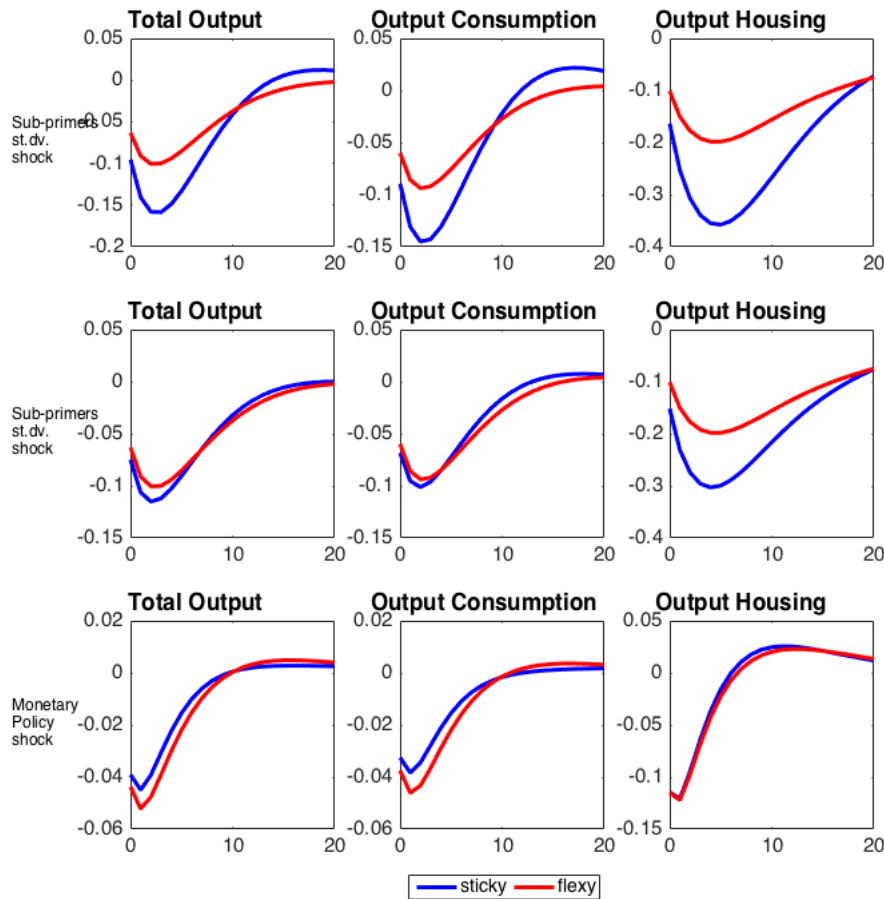 Total Output Output Consumption Output Housing
0.05 0.05 0
0 0 -0.1
Sub-primers -0.05 -0.05 -0.2
st.dv.
shock -0.1 -0.1 -0.3
-0.15
-0.2 -0.15 -0.4
0 10 20 0 10 20 0 10 20
Total Output Output Consumption Output Housing
0.05 0.05 0
0 0 -0.1
Sub-primers
st.dv. -0.05 -0.05 -0.2
shock
-0.1 -0.1 -0.3
-0.15 -0.15 -0.4
0 10 20 0 10 20 0 10 20
Total Output Output Consumption Output Housing
0.02 0.02 0.05
0 0 0
Monetary
Policy -0.02 -0.02 -0.05
shock
-0.04 -0.04 -0.1
-0.06 -0.06 -0.15
0 10 20 0 10 20 0 10 20
sticky flexy